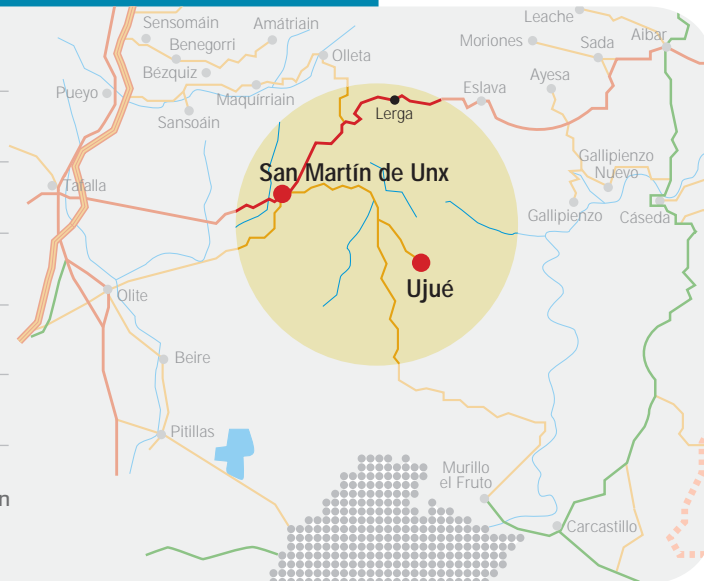 Leache
Sensomáin
Amátriain
Aibar
Benegorri
Moriones
Sada
Olleta
Bézquiz
Ayesa
Pueyo
Eslava
Maquirriain
Lerga
Sansoáin
Gallipienzo
Nuevo
San Martín de Unx
Tafalla
Gallipienzo
Cáseda
Ujué
Olite
Beire
Pitillas
Murillo
el Fruto
n
Carcastillo